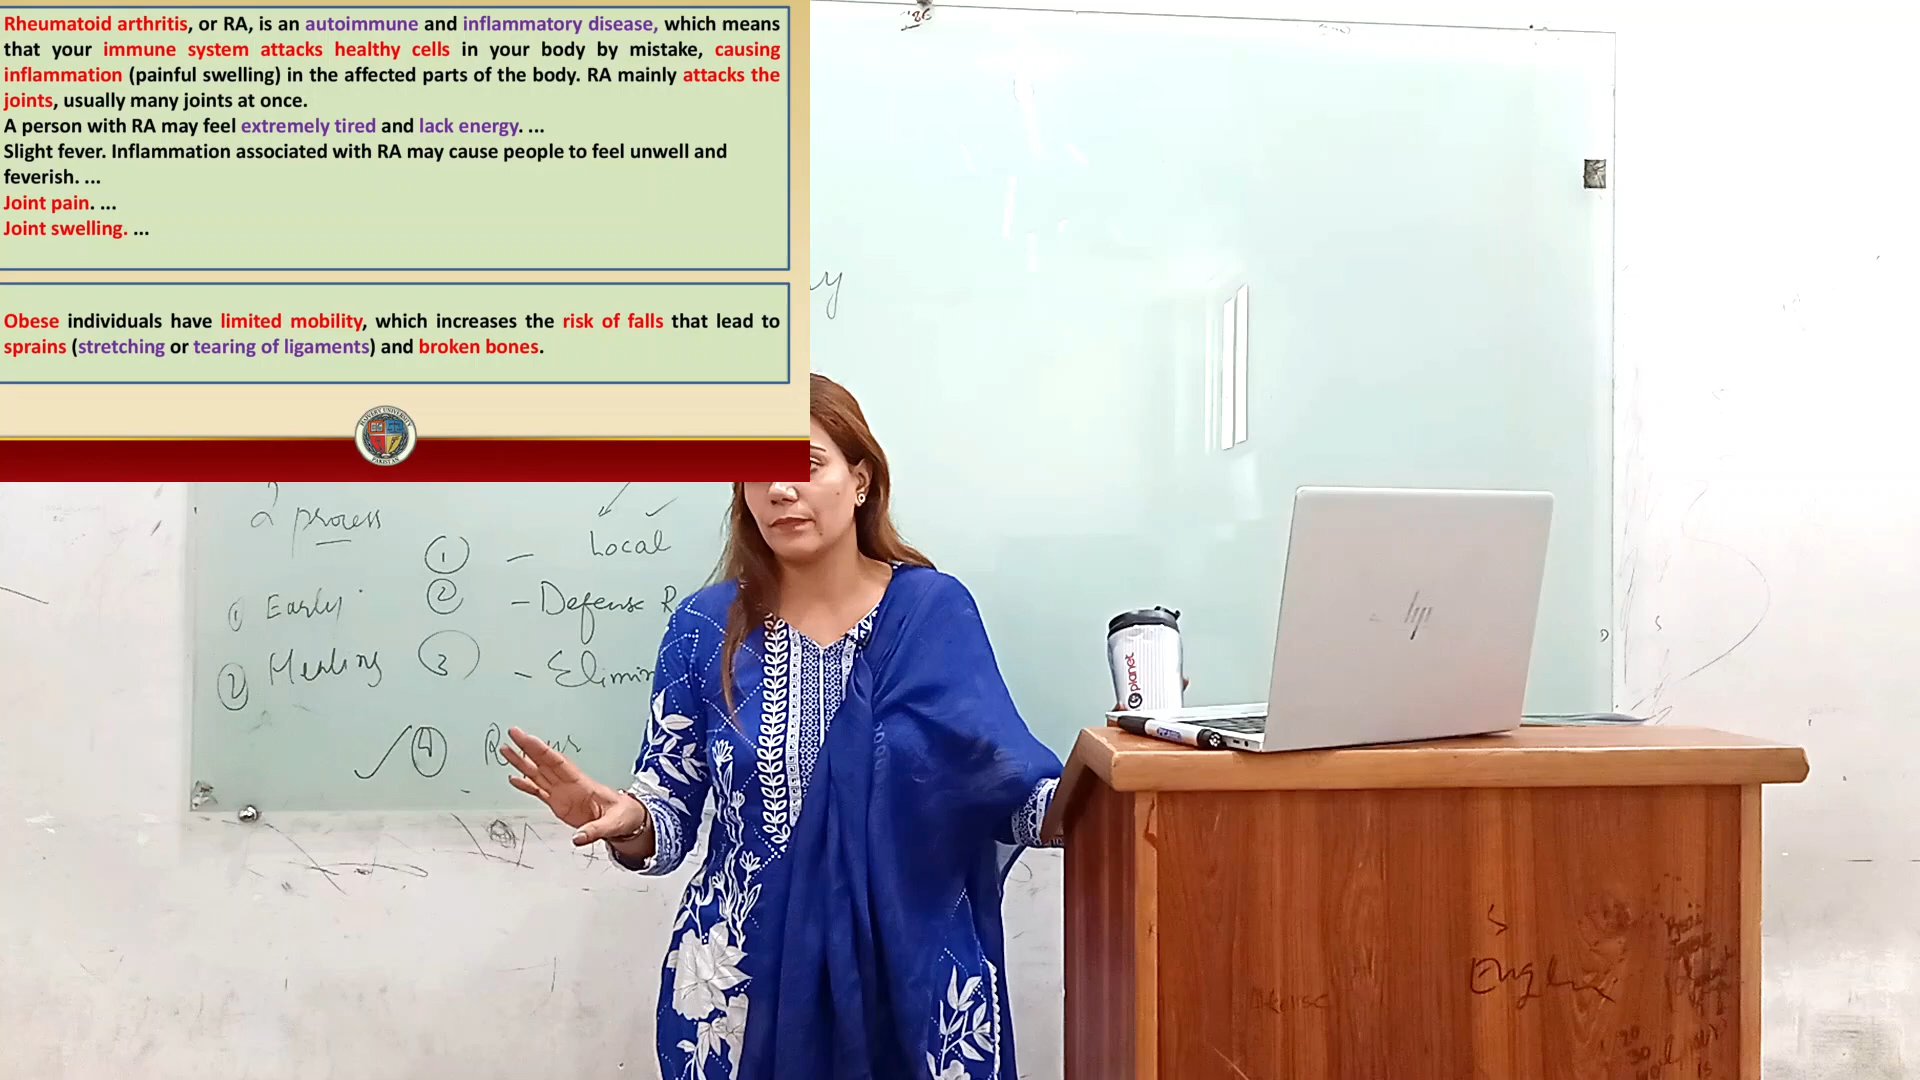 Rheumatoid arthritis, or RA, is an autoimmune and inflammatory disease, which means
that your immune system attacks healthy cells in your body by mistake, causing
inflammation (painful swelling) in the affected parts of the body. RA mainly attacks the
joints, usually many joints at once.
A person with RA may feel extremely tired and lack energy. ...
Slight fever. Inflammation associated with RA may cause people to feel unwell and
feverish. ...
Joint pain. ...
Joint swelling. ...
Obese individuals have limited mobility, which increases the risk of falls that lead to
sprains (stretching or tearing of ligaments) and broken bones.
process
① - Local
① Early ② - Defense R
② Healing ③ - Elimin
④
planet
hp